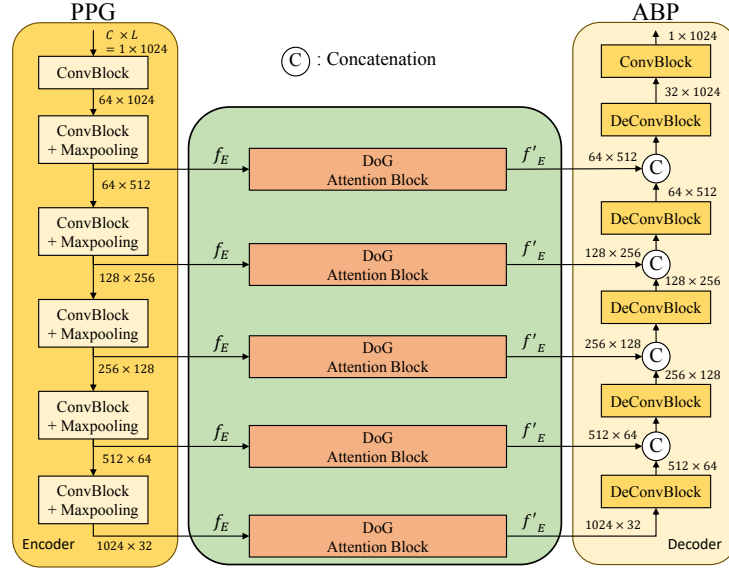 PPG
ABP
C × L
= 1 × 1024
ConvBlock
64 × 1024
ConvBlock
+ Maxpooling
64 × 512
ConvBlock
+ Maxpooling
128 × 256
ConvBlock
+ Maxpooling
256 × 128
ConvBlock
+ Maxpooling
512 × 64
ConvBlock
+ Maxpooling
1024 × 32
Encoder
C : Concatenation
f_E
DoG
Attention Block
f'_E
f_E
DoG
Attention Block
f'_E
f_E
DoG
Attention Block
f'_E
f_E
DoG
Attention Block
f'_E
f_E
DoG
Attention Block
f'_E
1 × 1024
ConvBlock
32 × 1024
DeConvBlock
64 × 512
C
64 × 512
DeConvBlock
128 × 256
C
128 × 256
DeConvBlock
256 × 128
C
256 × 128
DeConvBlock
512 × 64
C
512 × 64
DeConvBlock
1024 × 32
Decoder